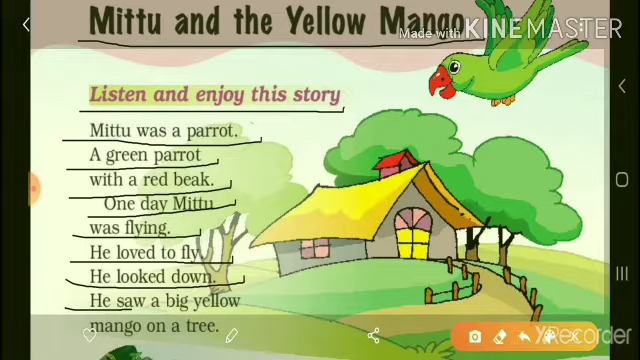 Mittu and the Yellow Mango
Made with KINEMASTER
Listen and enjoy this story
Mittu was a parrot.
A green parrot
with a red beak.
One day Mittu
was flying.
He loved to fly.
He looked down.
He saw a big yellow
mango on a tree.
XRecorder